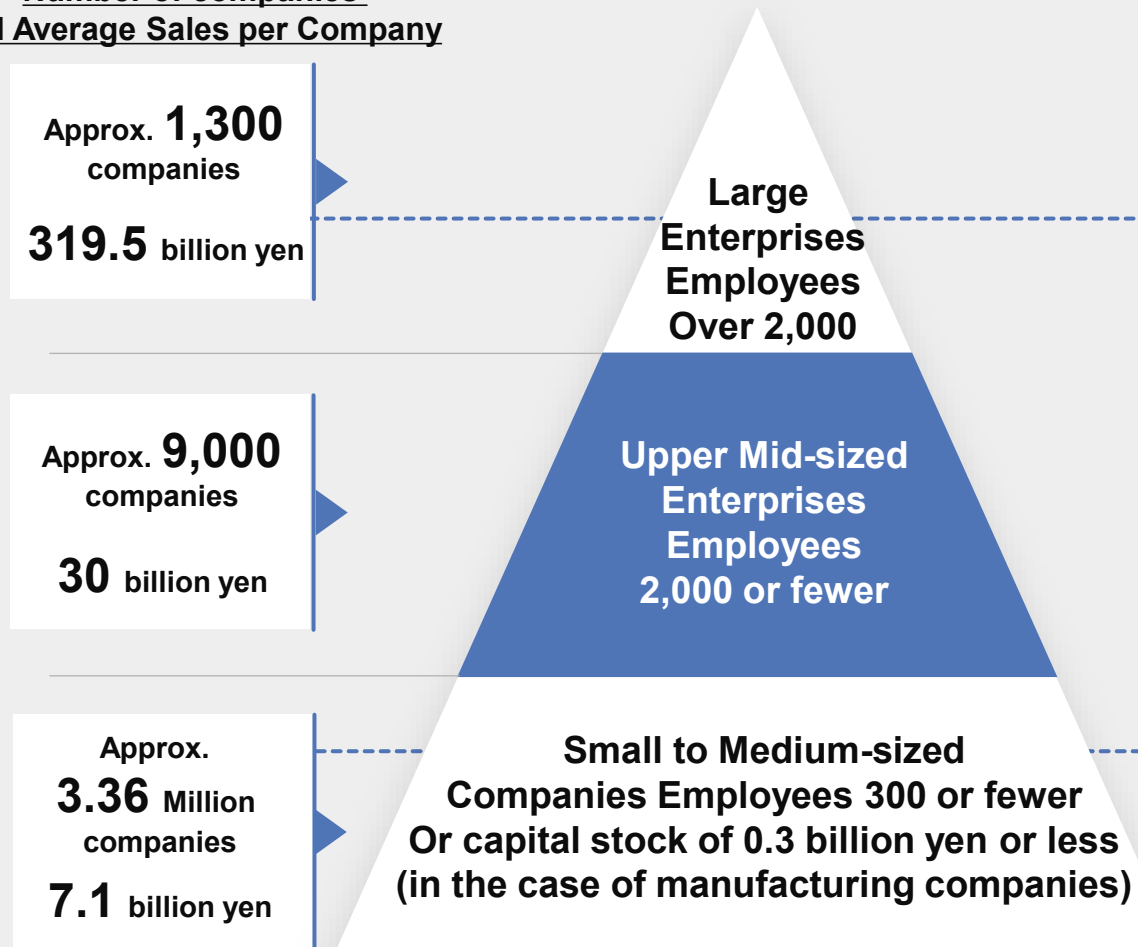 Average Sales per Company
Approx. 1,300
companies
319.5 billion yen
Large
Enterprises
Employees
Over 2,000
Approx. 9,000
companies
30 billion yen
Upper Mid-sized
Enterprises
Employees
2,000 or fewer
Approx.
3.36 Million
companies
7.1 billion yen
Small to Medium-sized
Companies Employees 300 or fewer
Or capital stock of 0.3 billion yen or less
(in the case of manufacturing companies)